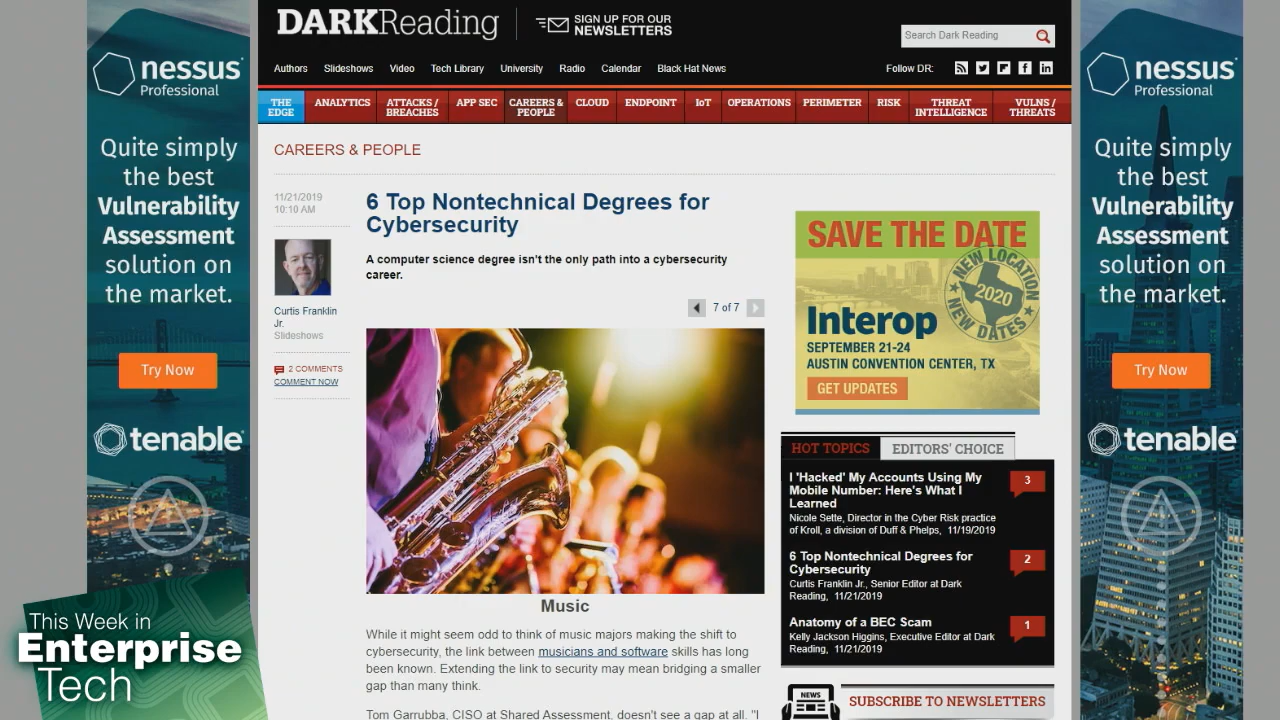 DARKReading
SIGN UP FOR OUR
NEWSLETTERS
Search Dark Reading
Authors Slideshows Video Tech Library University Radio Calendar Black Hat News
Follow DR:
THE EDGE
ANALYTICS
ATTACKS / BREACHES
APP SEC
CAREERS & PEOPLE
CLOUD
ENDPOINT
IoT
OPERATIONS
PERIMETER
RISK
THREAT INTELLIGENCE
VULNS / THREATS
nessus
Professional
Quite simply
the best
Vulnerability
Assessment
solution on
the market.
Try Now
tenable
CAREERS & PEOPLE
11/21/2019
10:10 AM
Curtis Franklin
Jr.
Slideshows
2 COMMENTS
COMMENT NOW
6 Top Nontechnical Degrees for
Cybersecurity
A computer science degree isn't the only path into a cybersecurity
career.
7 of 7
Music
While it might seem odd to think of music majors making the shift to
cybersecurity, the link between musicians and software skills has long
been known. Extending the link to security may mean bridging a smaller
gap than many think.
Tom Garrubba, CISO at Shared Assessment, doesn't see a gap at all. "I
SAVE THE DATE
NEW LOCATION
2020
NEW DATES
Interop
SEPTEMBER 21-24
AUSTIN CONVENTION CENTER, TX
GET UPDATES
HOT TOPICS
EDITORS' CHOICE
I 'Hacked' My Accounts Using My
Mobile Number: Here's What I
Learned
Nicole Sette, Director in the Cyber Risk practice
of Kroll, a division of Duff & Phelps, 11/19/2019
3
6 Top Nontechnical Degrees for
Cybersecurity
Curtis Franklin Jr., Senior Editor at Dark
Reading, 11/21/2019
2
Anatomy of a BEC Scam
Kelly Jackson Higgins, Executive Editor at Dark
Reading, 11/21/2019
1
NEWS
SUBSCRIBE TO NEWSLETTERS
nessus
Professional
Quite simply
the best
Vulnerability
Assessment
solution on
the market.
Try Now
tenable
This Week in
Enterprise
Tech